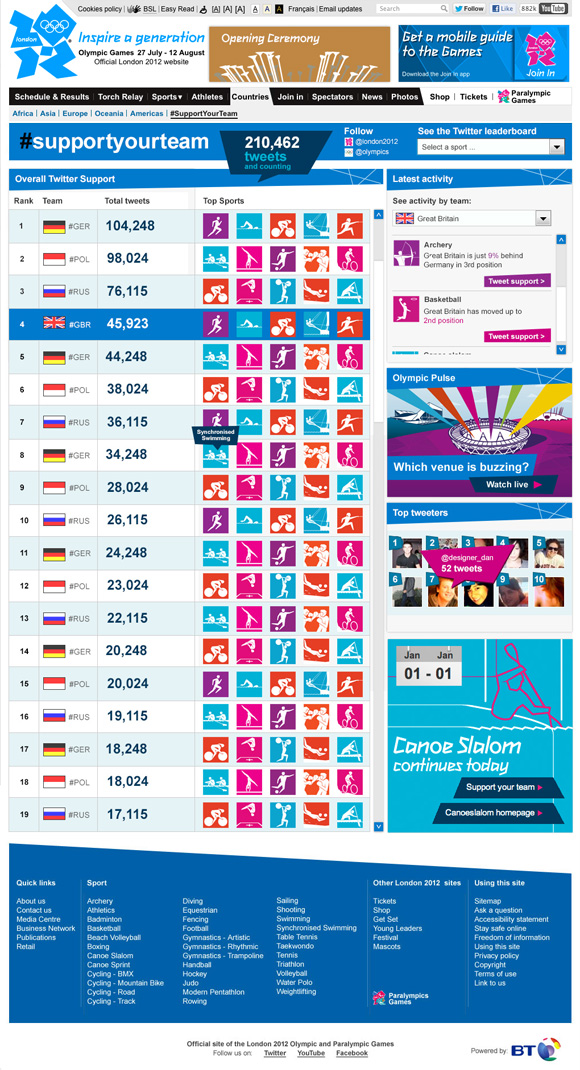 Cookies policy | BSL | Easy Read | [A] [A] [A] A A A Français | Email updates
Search
Follow
Like
882k
YouTube
london
Inspire a generation
Olympic Games 27 July - 12 August
Official London 2012 website
Opening Ceremony
Get a mobile guide
to the Games
Download the Join in app
Join In
Schedule & Results | Torch Relay | Sports▾ | Athletes | Countries | Join in | Spectators | News | Photos | Shop | Tickets | Paralympic Games
Africa | Asia | Europe | Oceania | Americas | #SupportYourTeam
#supportyourteam
210,462
tweets
and counting
Follow
@london2012
@olympics
See the Twitter leaderboard
Select a sport ...
Overall Twitter Support
Rank Team Total tweets Top Sports
1 #GER 104,248
2 #POL 98,024
3 #RUS 76,115
4 #GBR 45,923
5 #GER 44,248
6 #POL 38,024
7 #RUS 36,115
Synchronised
Swimming
8 #GER 34,248
9 #POL 28,024
10 #RUS 26,115
11 #GER 24,248
12 #POL 23,024
13 #RUS 22,115
14 #GER 20,248
15 #POL 20,024
16 #RUS 19,115
17 #GER 18,248
18 #POL 18,024
19 #RUS 17,115
Latest activity
See activity by team:
Great Britain
Archery
Great Britain is just 9% behind
Germany in 3rd position
Tweet support >
Basketball
Great Britain has moved up to
2nd position
Tweet support >
Canoe slalom
Olympic Pulse
Which venue is buzzing?
Watch live
Top tweeters
1 2 3 4 5
@designer_dan
52 tweets
6 7 8 9 10
Jan Jan
01 - 01
Canoe Slalom
continues today
Support your team
Canoeslalom homepage
Quick links
About us
Contact us
Media Centre
Business Network
Publications
Retail
Sport
Archery
Athletics
Badminton
Basketball
Beach Volleyball
Boxing
Canoe Slalom
Canoe Sprint
Cycling - BMX
Cycling - Mountain Bike
Cycling - Road
Cycling - Track
Diving
Equestrian
Fencing
Football
Gymnastics - Artistic
Gymnastics - Rhythmic
Gymnastics - Trampoline
Handball
Hockey
Judo
Modern Pentathlon
Rowing
Sailing
Shooting
Swimming
Synchronised Swimming
Table Tennis
Taekwondo
Tennis
Triathlon
Volleyball
Water Polo
Weightlifting
Other London 2012 sites
Tickets
Shop
Get Set
Young Leaders
Festival
Mascots
Paralympics
Games
Using this site
Sitemap
Ask a question
Accessibility statement
Stay safe online
Freedom of information
Using this site
Privacy policy
Copyright
Terms of use
Link to us
Official site of the London 2012 Olympic and Paralympic Games
Follow us on: Twitter YouTube Facebook
Powered by: BT